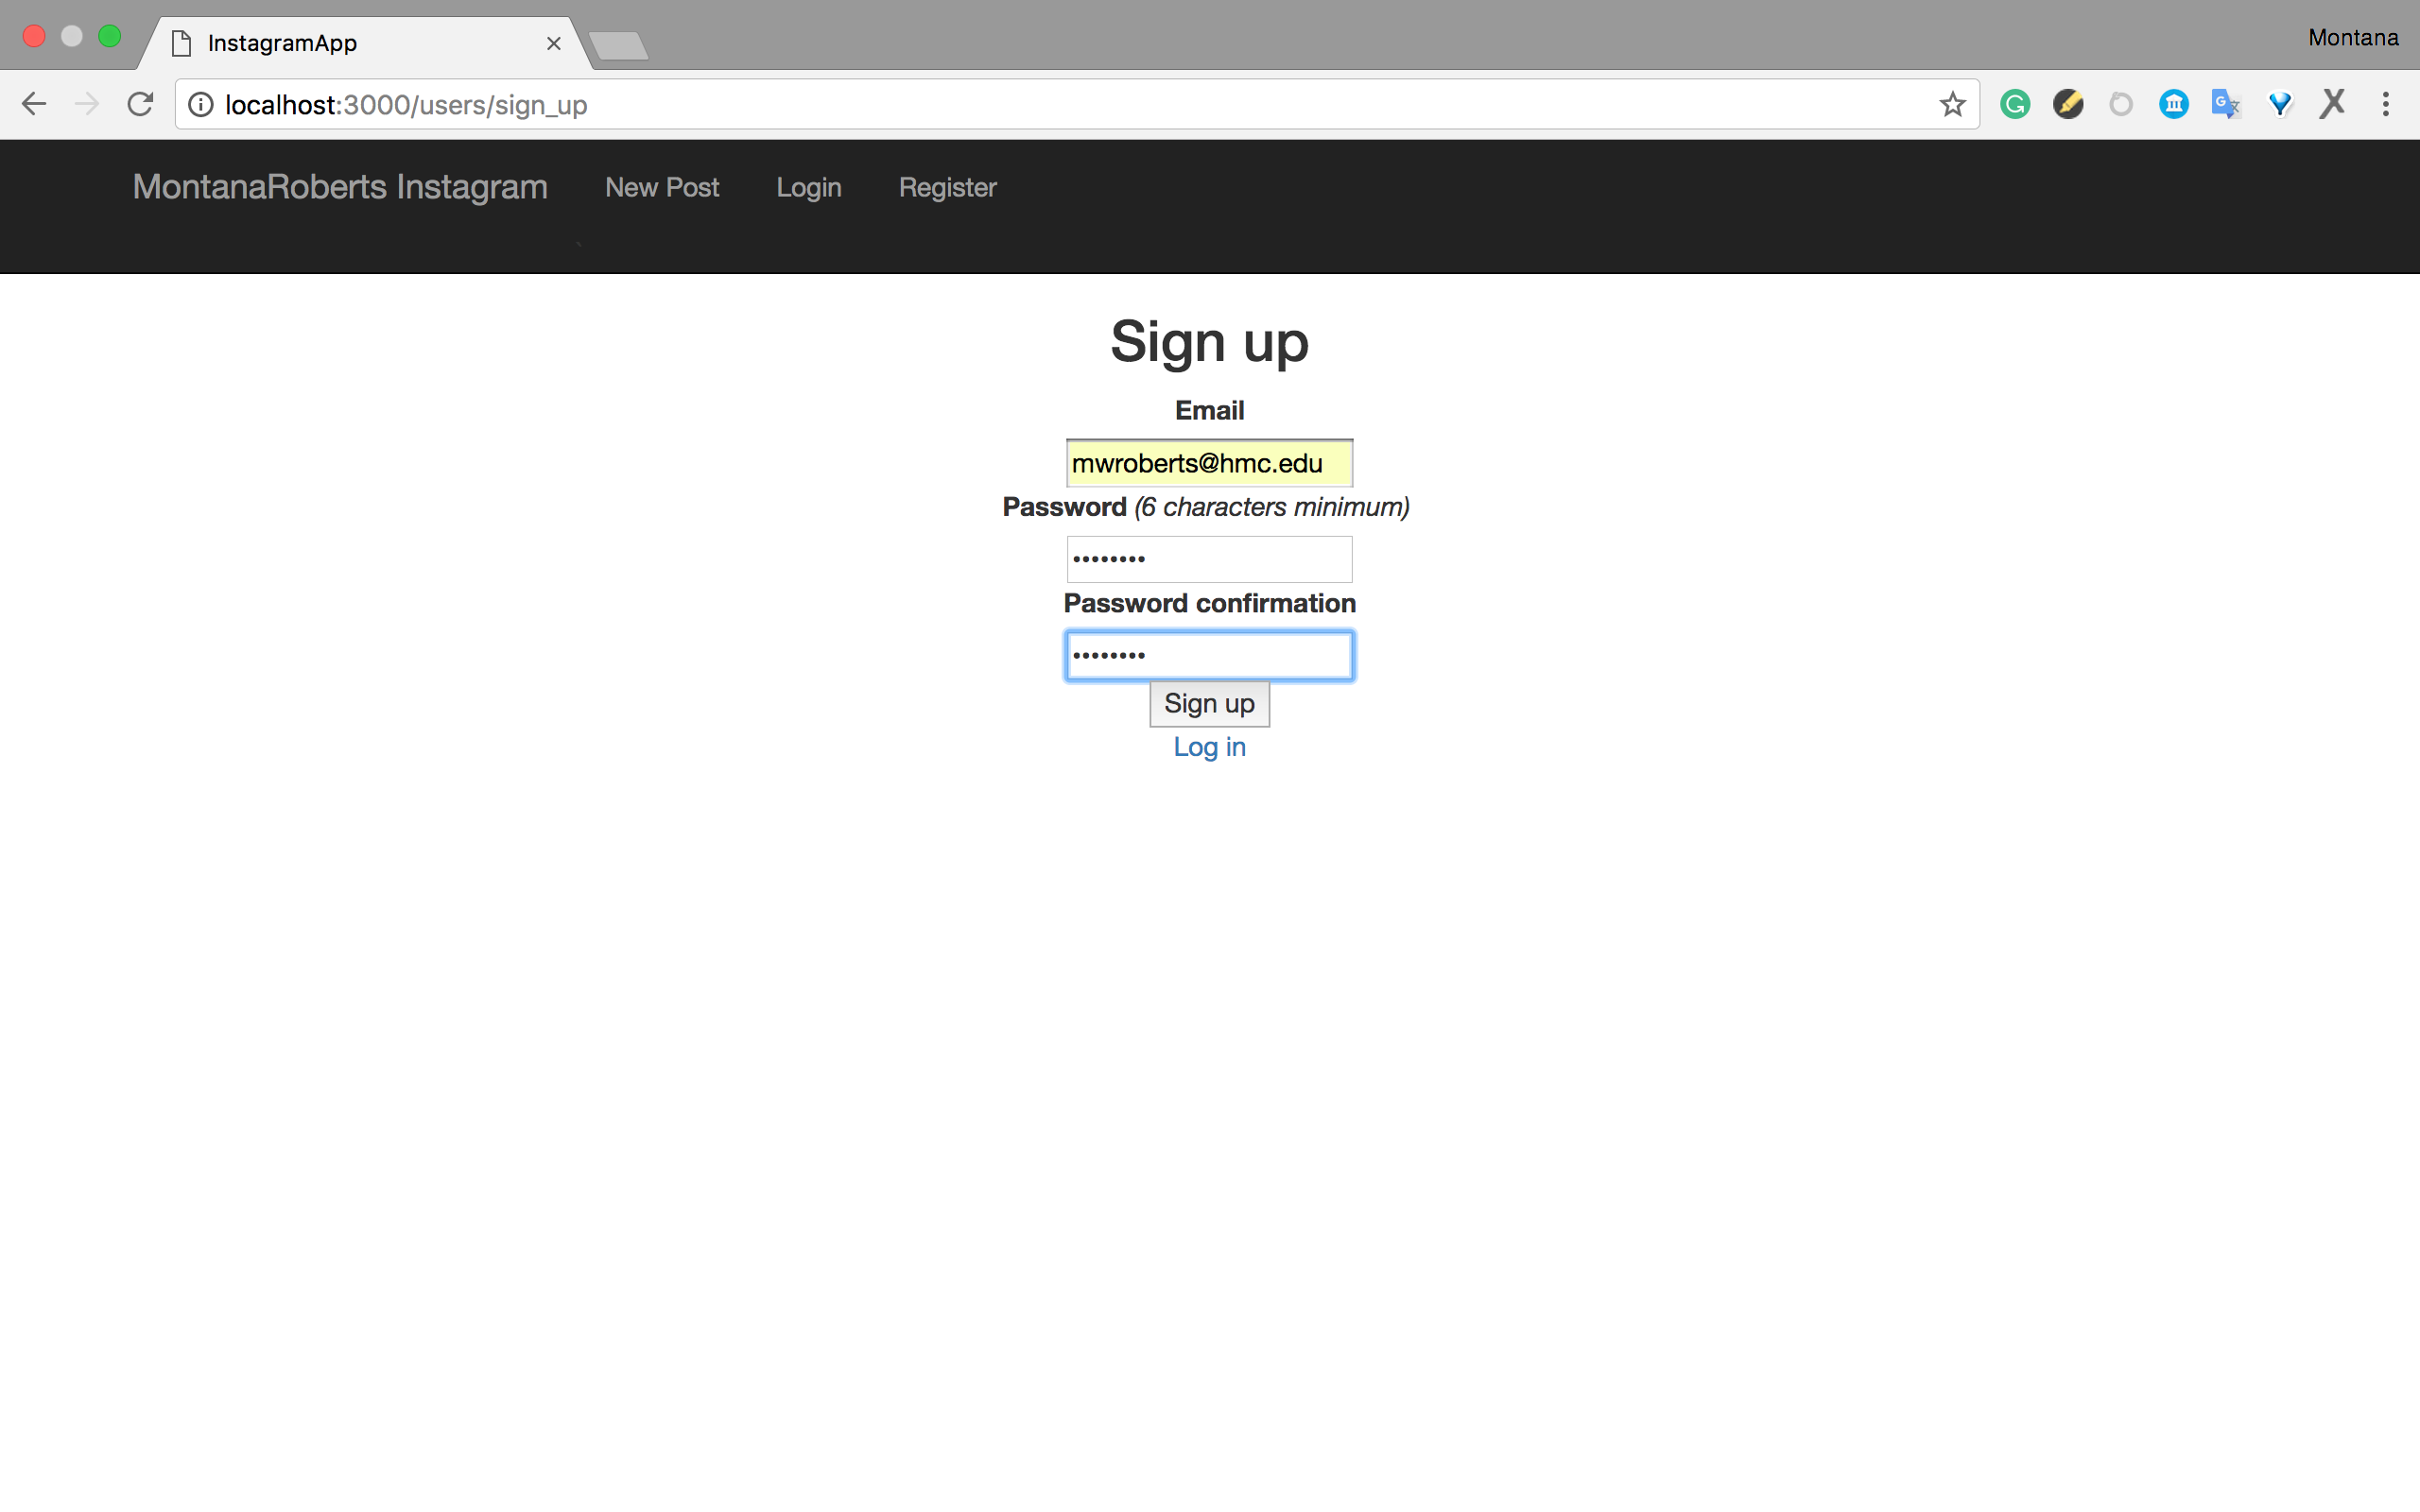 InstagramApp
Montana
localhost:3000/users/sign_up
MontanaRoberts Instagram New Post Login Register
Sign up
Email
mwroberts@hmc.edu
Password (6 characters minimum)
••••••••
Password confirmation
••••••••
Sign up
Log in